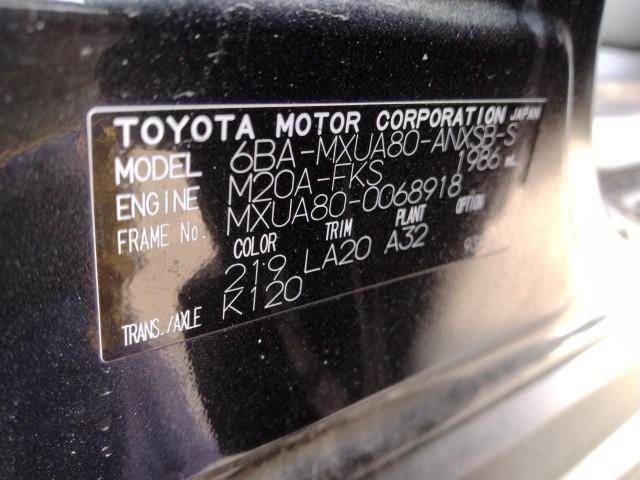 TOYOTA MOTOR CORPORATION JAPAN
MODEL 6BA-MXUA80-ANXSB-S
ENGINE M20A-FKS 1986 mL
FRAME No. MXUA80-0068918
COLOR TRIM PLANT OPTION
219 LA20 A32
TRANS./AXLE K120